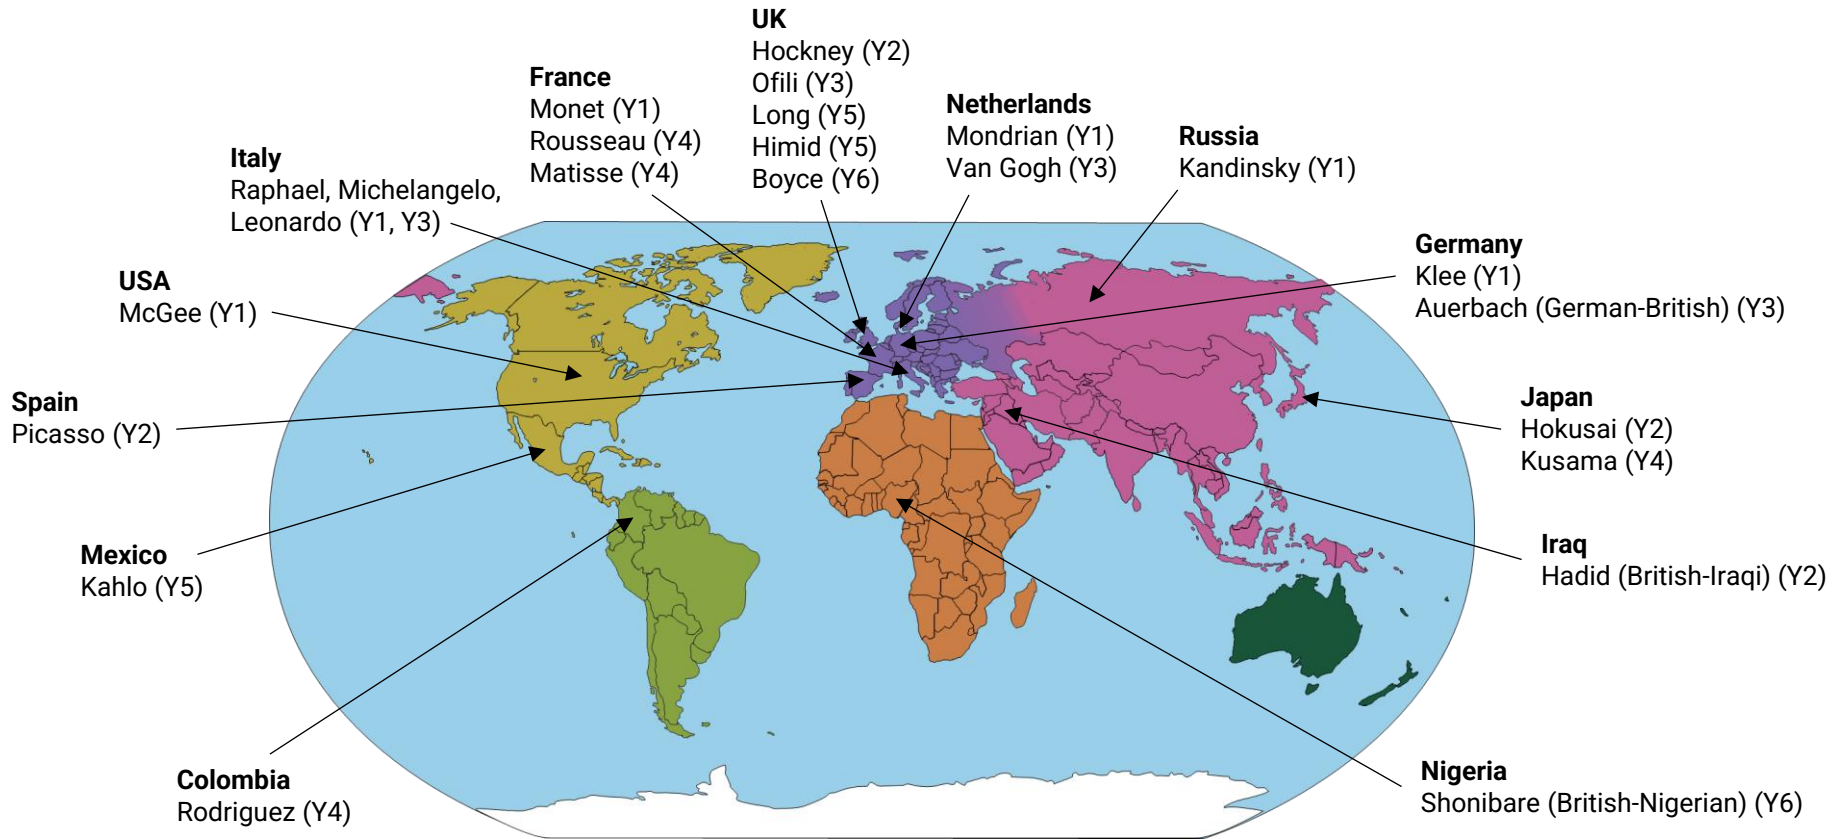 UK
Hockney (Y2)
Ofili (Y3)
Long (Y5)
Himid (Y5)
Boyce (Y6)
France
Monet (Y1)
Rousseau (Y4)
Matisse (Y4)
Netherlands
Mondrian (Y1)
Van Gogh (Y3)
Russia
Kandinsky (Y1)
Italy
Raphael, Michelangelo,
Leonardo (Y1, Y3)
Germany
Klee (Y1)
Auerbach (German-British) (Y3)
USA
McGee (Y1)
Spain
Picasso (Y2)
Japan
Hokusai (Y2)
Kusama (Y4)
Mexico
Kahlo (Y5)
Iraq
Hadid (British-Iraqi) (Y2)
Colombia
Rodriguez (Y4)
Nigeria
Shonibare (British-Nigerian) (Y6)